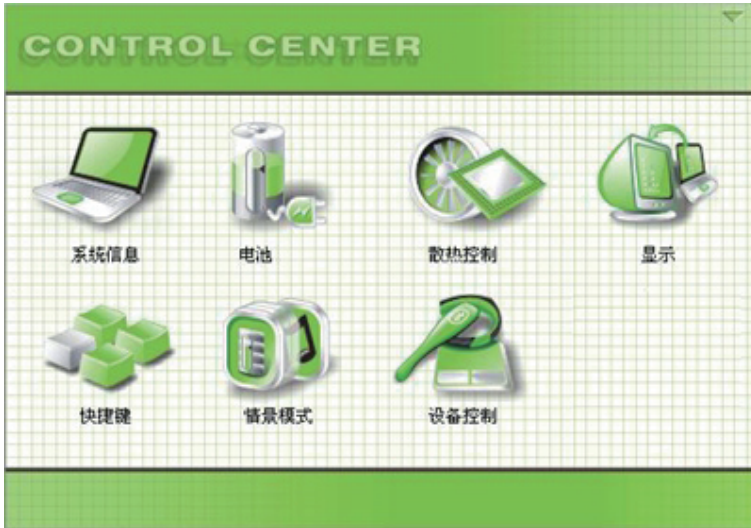 CONTROL CENTER
系统信息
电池
散热控制
显示
快捷键
情景模式
设备控制